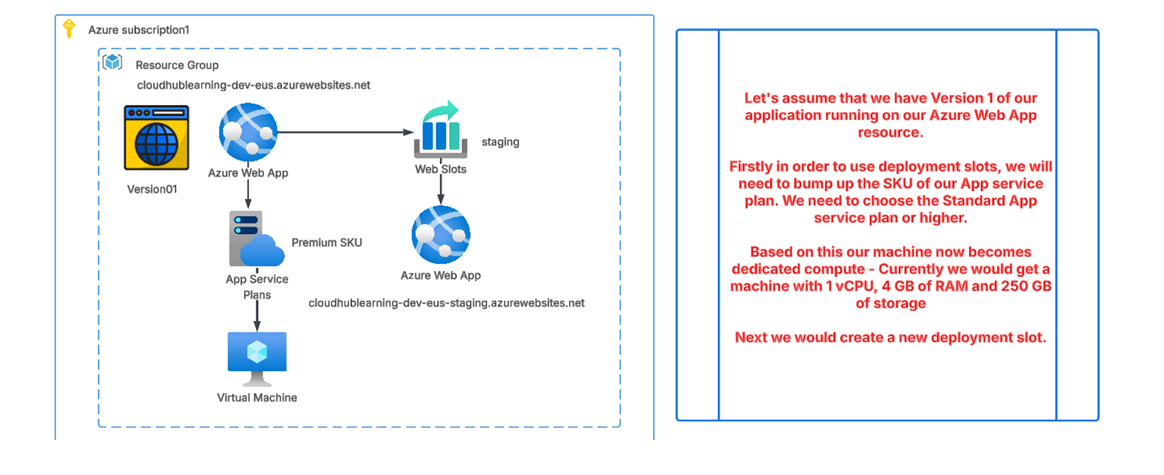 Azure subscription1
Resource Group
cloudhublearning-dev-eus.azurewebsites.net
Version01
Azure Web App
staging
Web Slots
Premium SKU
App Service
Plans
Azure Web App
cloudhublearning-dev-eus-staging.azurewebsites.net
Virtual Machine
Let's assume that we have Version 1 of our
application running on our Azure Web App
resource.
Firstly in order to use deployment slots, we will
need to bump up the SKU of our App service
plan. We need to choose the Standard App
service plan or higher.
Based on this our machine now becomes
dedicated compute - Currently we would get a
machine with 1 vCPU, 4 GB of RAM and 250 GB
of storage
Next we would create a new deployment slot.